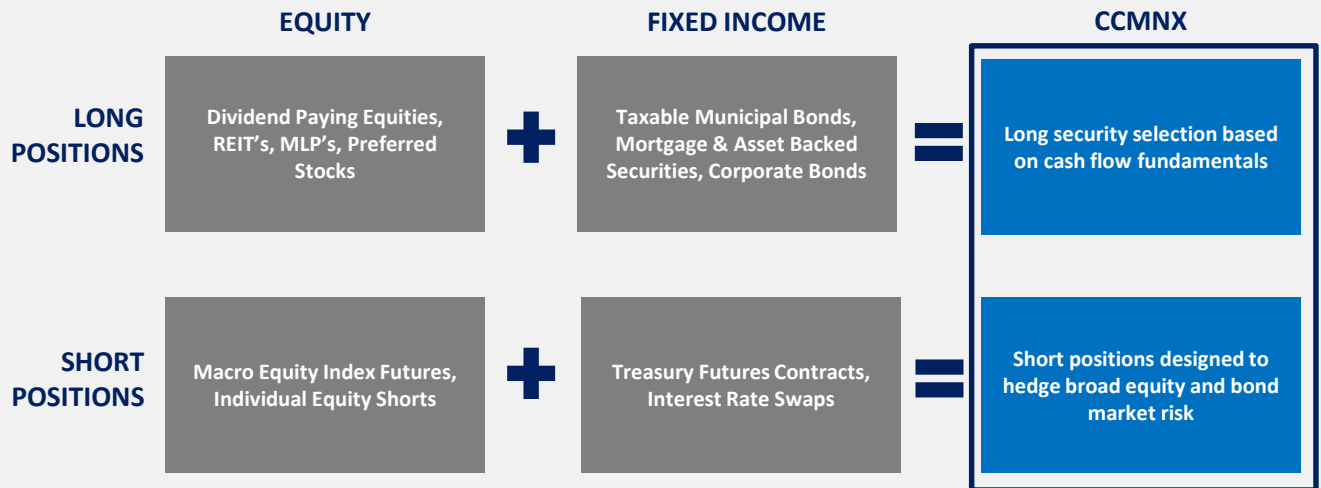 EQUITY
FIXED INCOME
CCMNX
LONG
POSITIONS
Dividend Paying Equities,
REIT’s, MLP’s, Preferred
Stocks
Taxable Municipal Bonds,
Mortgage & Asset Backed
Securities, Corporate Bonds
Long security selection based
on cash flow fundamentals
SHORT
POSITIONS
Macro Equity Index Futures,
Individual Equity Shorts
Treasury Futures Contracts,
Interest Rate Swaps
Short positions designed to
hedge broad equity and bond
market risk